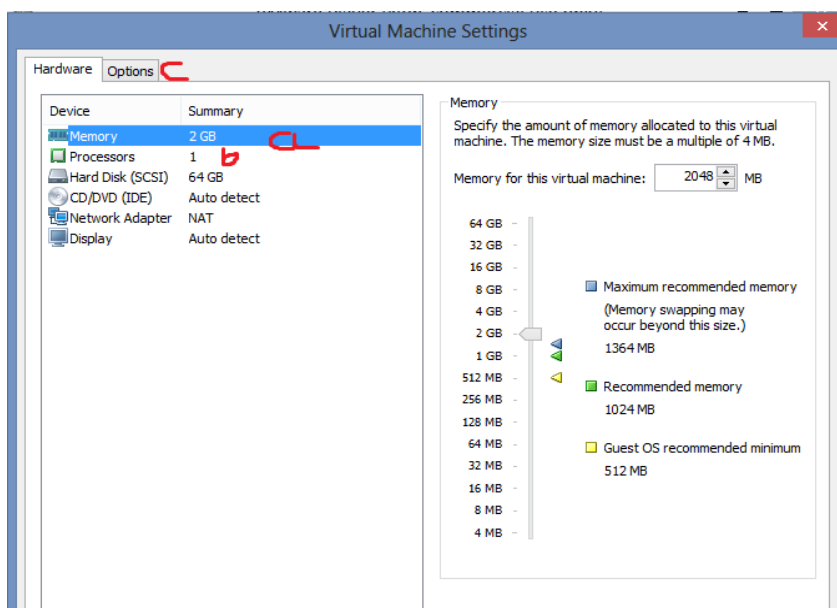 Virtual Machine Settings
Hardware Options c
Device Summary
Memory 2 GB a
Processors 1 b
Hard Disk (SCSI) 64 GB
CD/DVD (IDE) Auto detect
Network Adapter NAT
Display Auto detect
Memory
Specify the amount of memory allocated to this virtual
machine. The memory size must be a multiple of 4 MB.
Memory for this virtual machine: 2048 MB
64 GB
32 GB
16 GB
8 GB
4 GB
2 GB
1 GB
512 MB
256 MB
128 MB
64 MB
32 MB
16 MB
8 MB
4 MB
Maximum recommended memory
(Memory swapping may
occur beyond this size.)
1364 MB
Recommended memory
1024 MB
Guest OS recommended minimum
512 MB